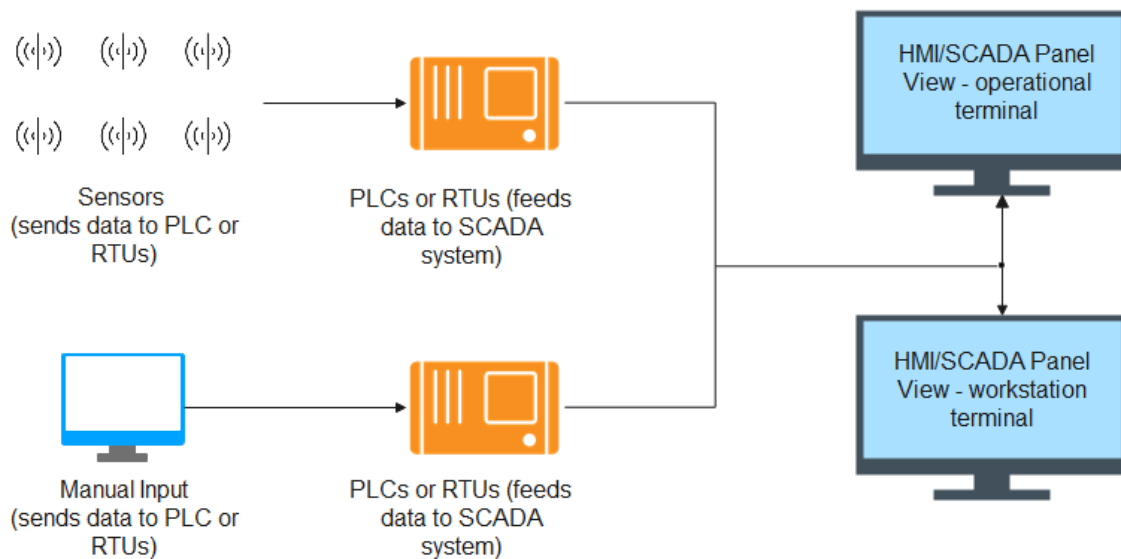 Sensors
(sends data to PLC or
RTUs)
PLCs or RTUs (feeds
data to SCADA
system)
HMI/SCADA Panel
View - operational
terminal
Manual Input
(sends data to PLC or
RTUs)
PLCs or RTUs (feeds
data to SCADA
system)
HMI/SCADA Panel
View - workstation
terminal